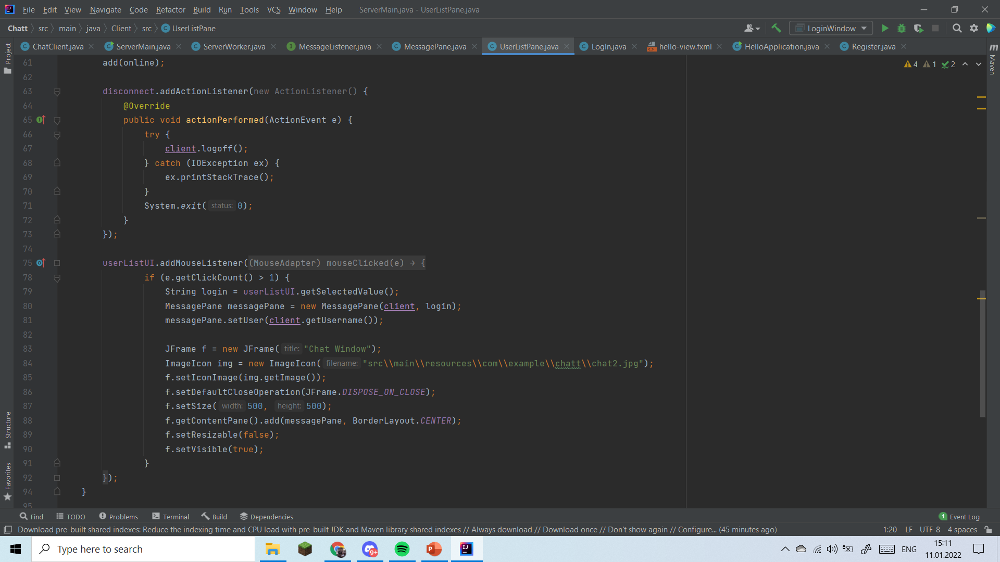 File Edit View Navigate Code Refactor Build Run Tools VCS Window Help ServerMain.java - UserListPane.java
Chatt src main java Client src UserListPane LoginWindow
ChatClient.java ServerMain.java ServerWorker.java MessageListener.java MessagePane.java UserListPane.java LogIn.java hello-view.fxml HelloApplication.java Register.java
Project
Maven
Structure
Favorites
4 1 2
61 add(online);
62
63 disconnect.addActionListener(new ActionListener() {
64 @Override
65 public void actionPerformed(ActionEvent e) {
66 try {
67 client.logoff();
68 } catch (IOException ex) {
69 ex.printStackTrace();
70 }
71 System.exit( status: 0);
72 }
73 });
74
75 userListUI.addMouseListener((MouseAdapter) mouseClicked(e) → {
78 if (e.getClickCount() > 1) {
79 String login = userListUI.getSelectedValue();
80 MessagePane messagePane = new MessagePane(client, login);
81 messagePane.setUser(client.getUsername());
82
83 JFrame f = new JFrame( title: "Chat Window");
84 ImageIcon img = new ImageIcon( filename: "src\\main\\resources\\com\\example\\chatt\\chat2.jpg");
85 f.setIconImage(img.getImage());
86 f.setDefaultCloseOperation(JFrame.DISPOSE_ON_CLOSE);
87 f.setSize( width: 500, height: 500);
88 f.getContentPane().add(messagePane, BorderLayout.CENTER);
89 f.setResizable(false);
90 f.setVisible(true);
91 }
92 });
94 }
95
Find TODO Problems Terminal Build Dependencies 1 Event Log
Download pre-built shared indexes: Reduce the indexing time and CPU load with pre-built JDK and Maven library shared indexes // Always download // Download once // Don't show again // Configure... (45 minutes ago) 1:20 LF UTF-8 4 spaces
Type here to search 9+ ENG 15:11
11.01.2022